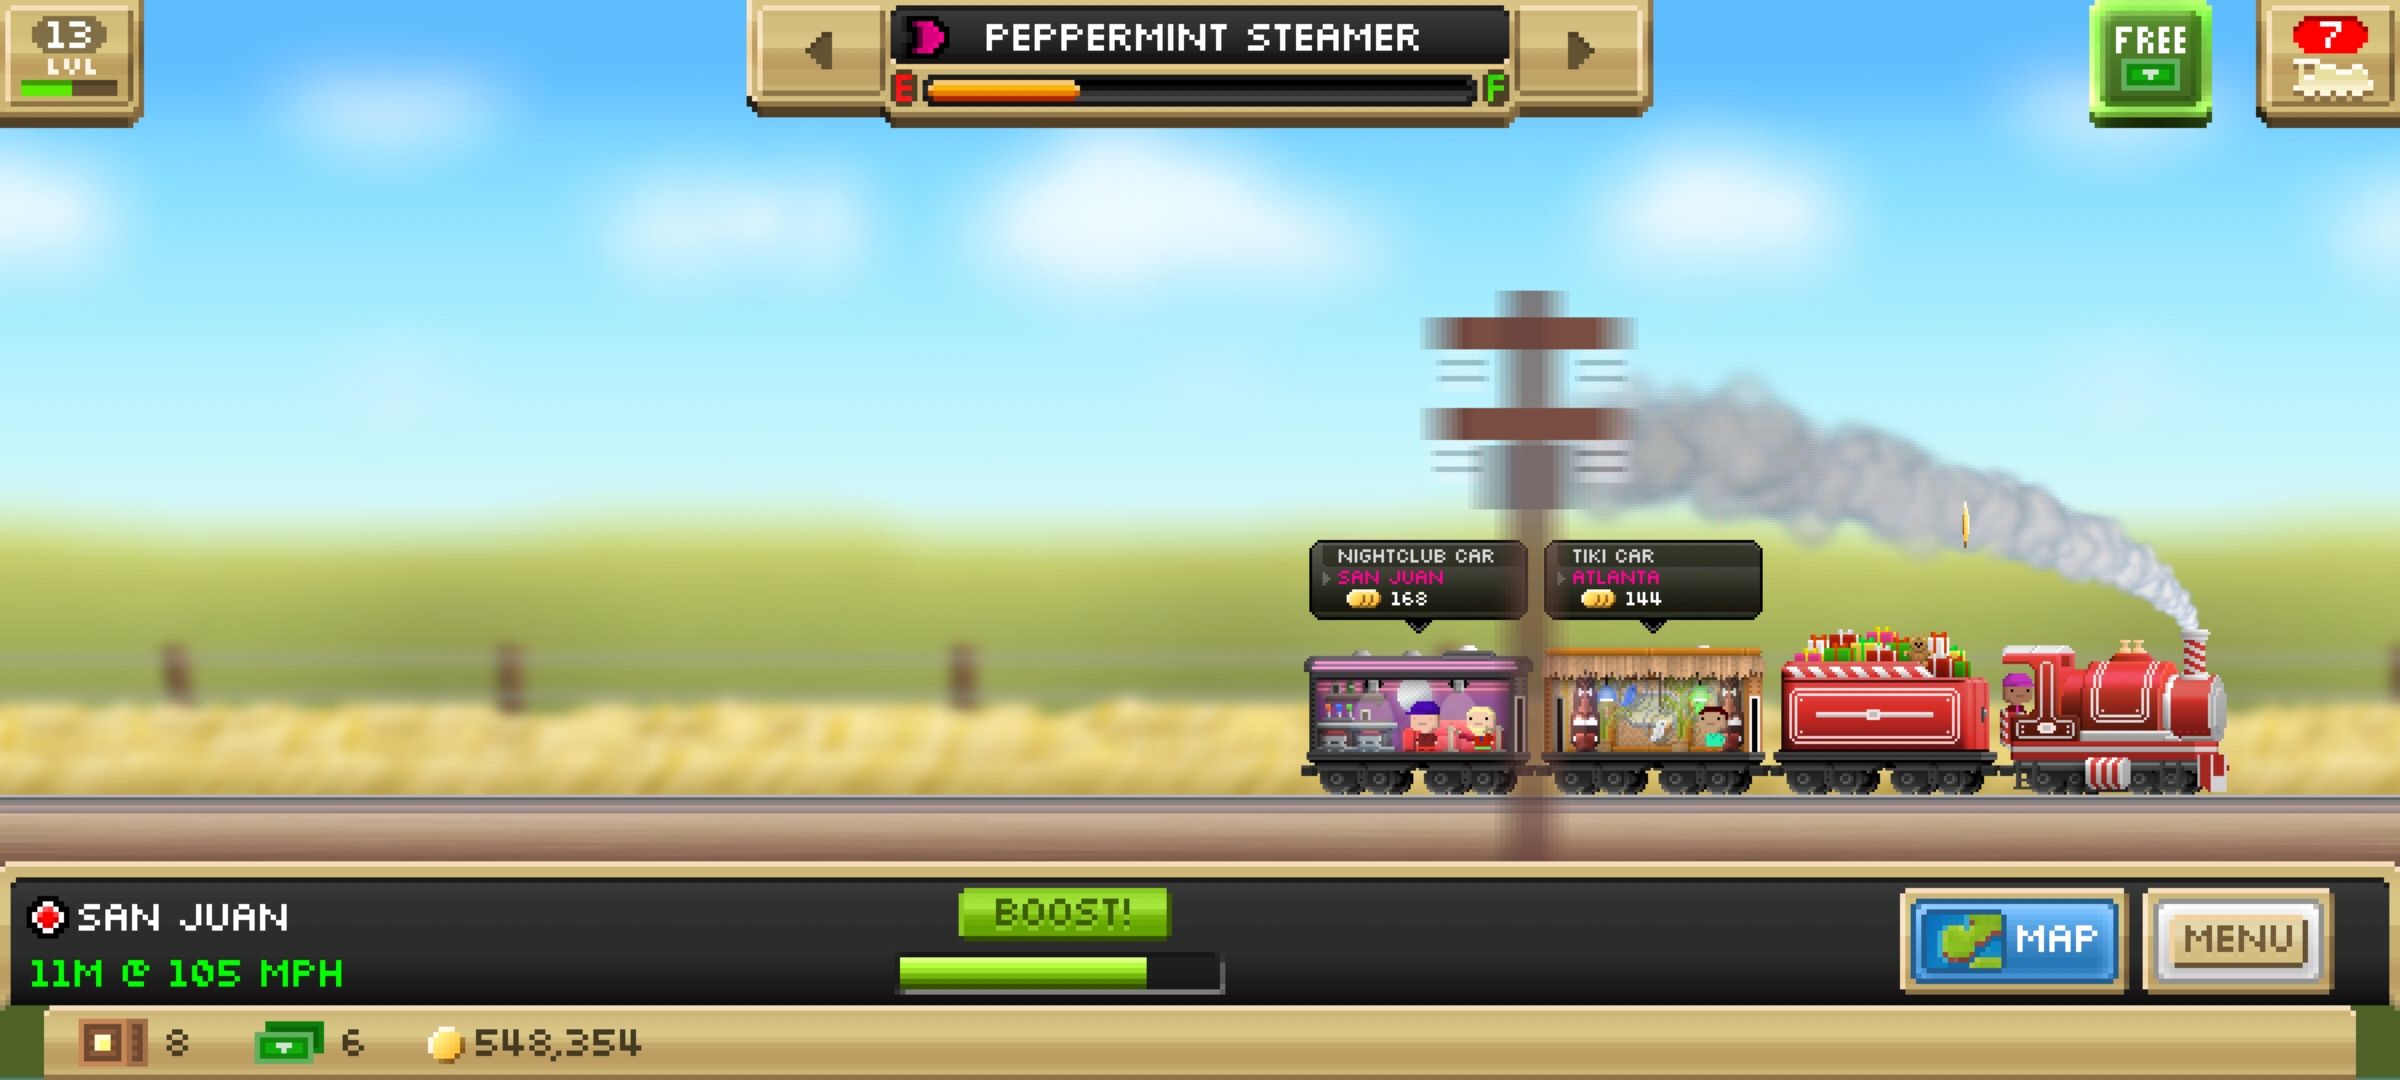 13
LVL
PEPPERMINT STEAMER
E
F
FREE
7
NIGHTCLUB CAR
SAN JUAN
168
TIKI CAR
ATLANTA
144
SAN JUAN
11M @ 105 MPH
BOOST!
MAP
MENU
8
6
548,354